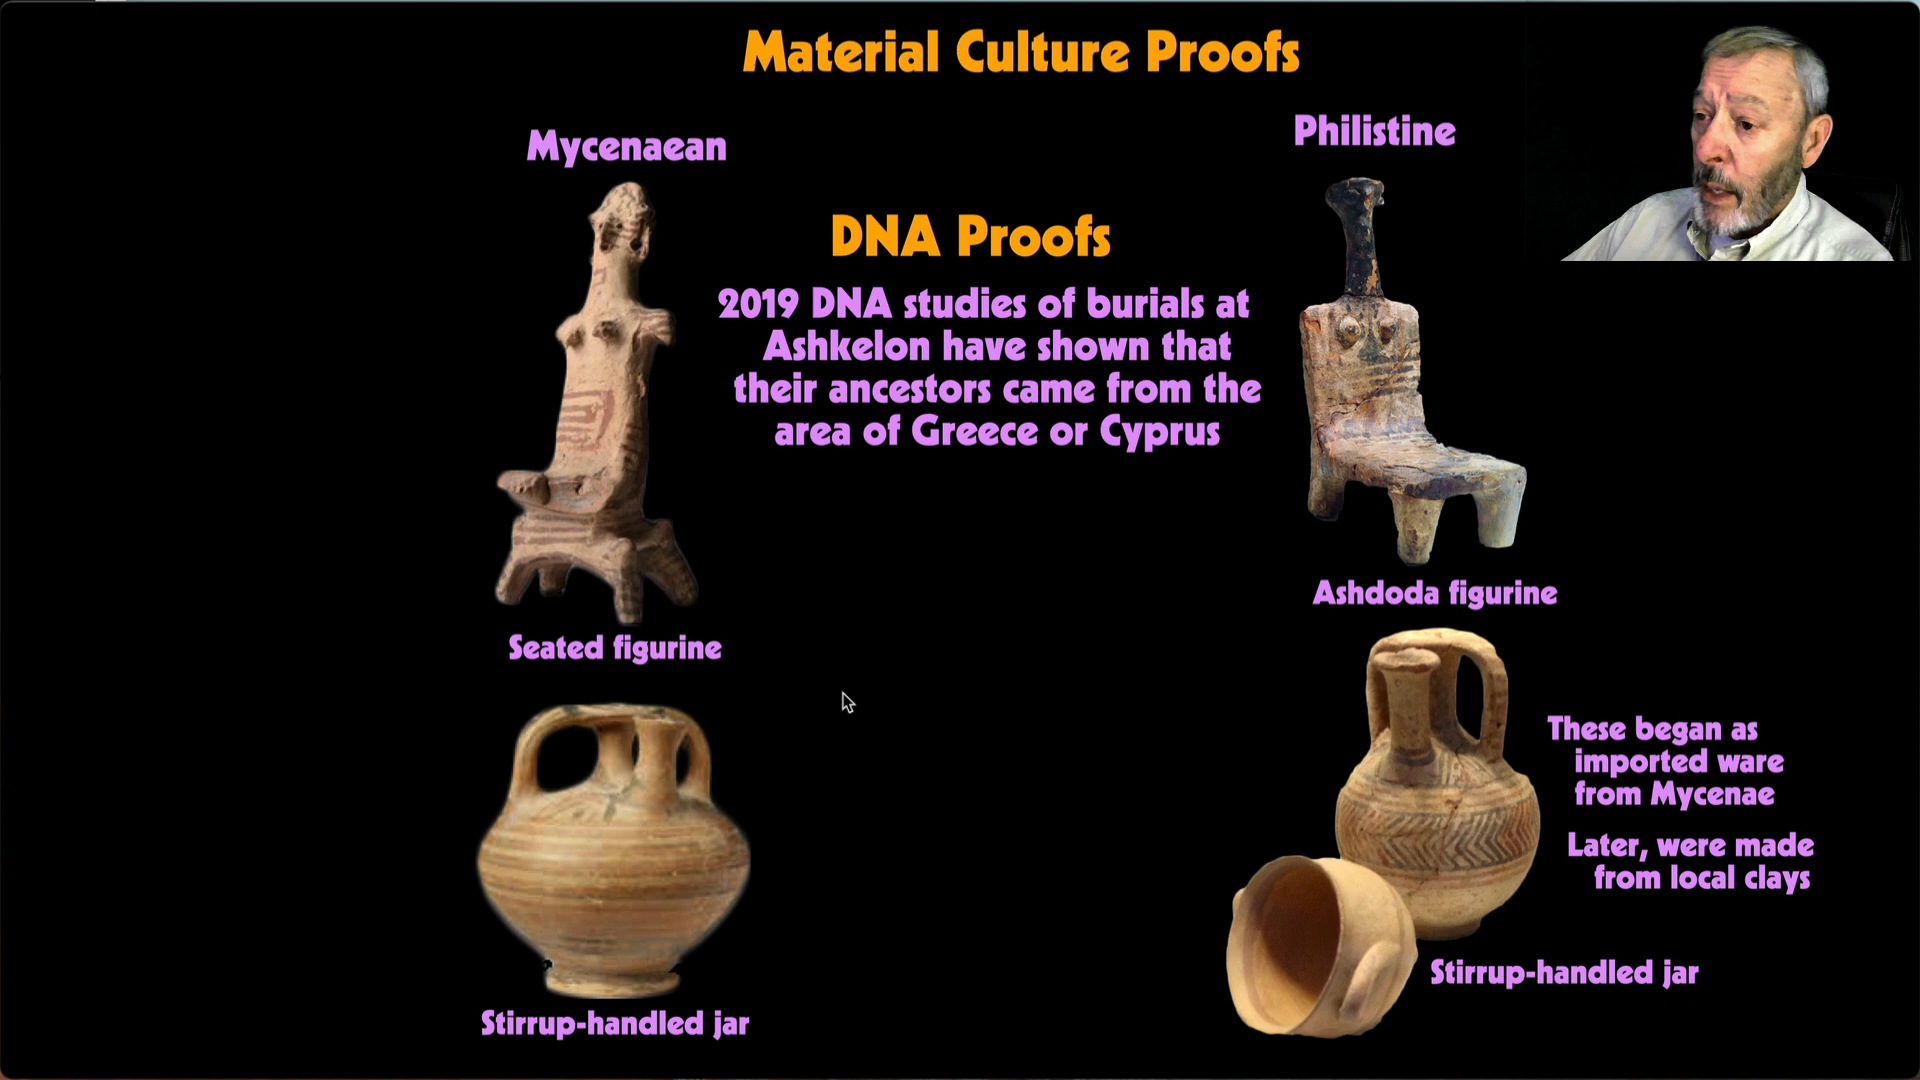 Material Culture Proofs
Mycenaean
Philistine
DNA Proofs
2019 DNA studies of burials at
Ashkelon have shown that
their ancestors came from the
area of Greece or Cyprus
Seated figurine
Ashdoda figurine
These began as
imported ware
from Mycenae
Later, were made
from local clays
Stirrup-handled jar
Stirrup-handled jar